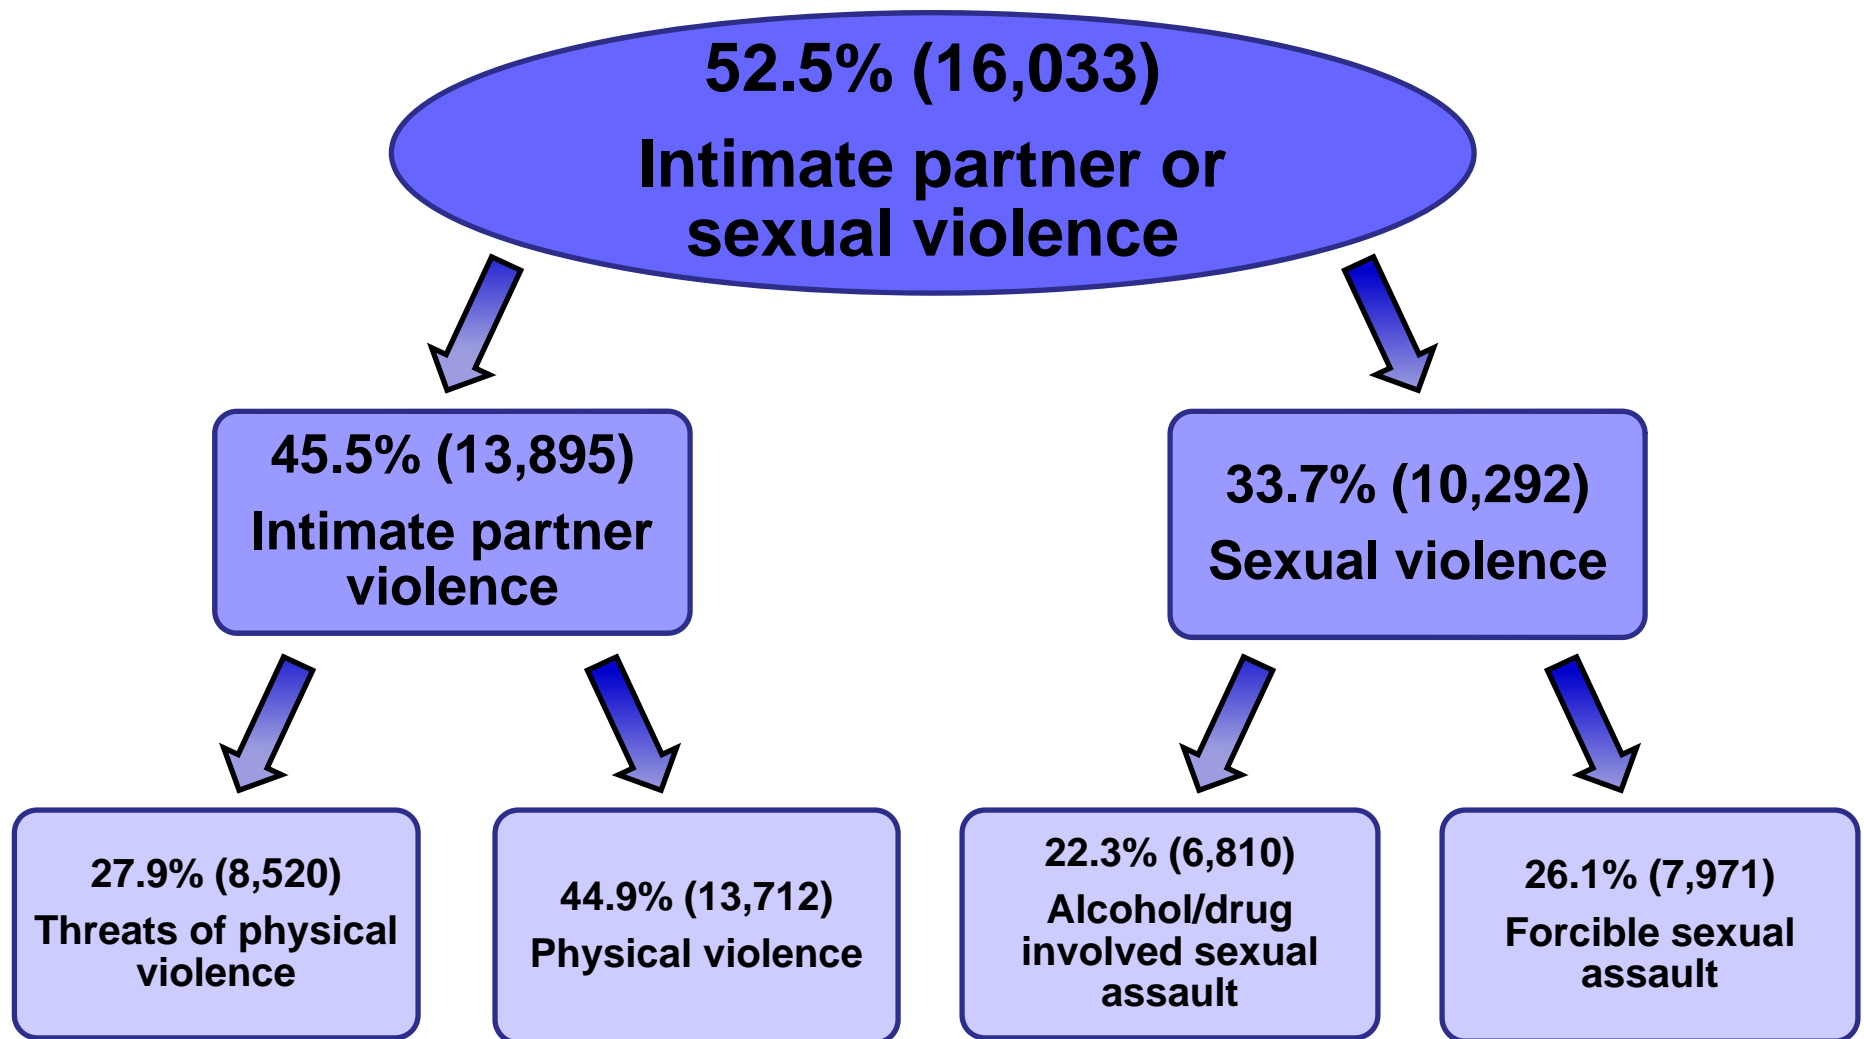 52.5% (16,033)
Intimate partner or
sexual violence
45.5% (13,895)
Intimate partner
violence
33.7% (10,292)
Sexual violence
27.9% (8,520)
Threats of physical
violence
44.9% (13,712)
Physical violence
22.3% (6,810)
Alcohol/drug
involved sexual
assault
26.1% (7,971)
Forcible sexual
assault